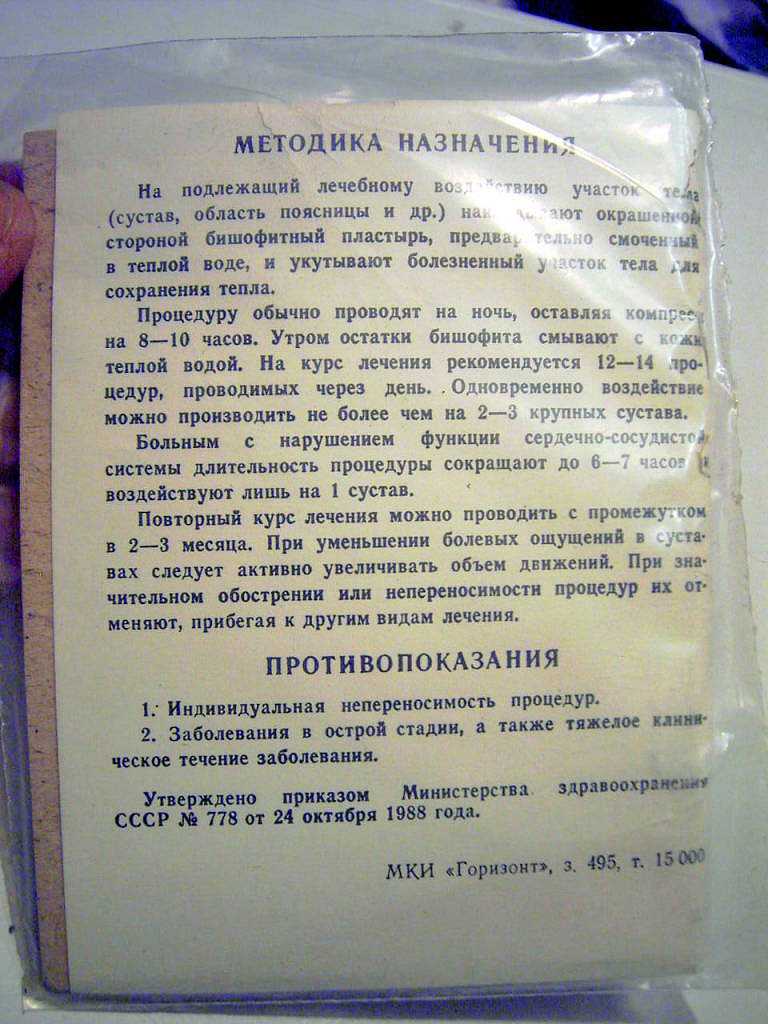 МЕТОДИКА НАЗНАЧЕНИЯ
На подлежащий лечебному воздействию участок тела
(сустав, область поясницы и др.) накладывают окрашенной
стороной бишофитный пластырь, предварительно смоченный
в теплой воде, и укутывают болезненный участок тела для
сохранения тепла.
Процедуру обычно проводят на ночь, оставляя компресс
на 8—10 часов. Утром остатки бишофита смывают с кожи
теплой водой. На курс лечения рекомендуется 12—14 про-
цедур, проводимых через день. Одновременно воздействие
можно производить не более чем на 2—3 крупных сустава.
Больным с нарушением функции сердечно-сосудистой
системы длительность процедуры сокращают до 6—7 часов и
воздействуют лишь на 1 сустав.
Повторный курс лечения можно проводить с промежутком
в 2—3 месяца. При уменьшении болевых ощущений в суста-
вах следует активно увеличивать объем движений. При зна-
чительном обострении или непереносимости процедур их от-
меняют, прибегая к другим видам лечения.
ПРОТИВОПОКАЗАНИЯ
1. Индивидуальная непереносимость процедур.
2. Заболевания в острой стадии, а также тяжелое клини-
ческое течение заболевания.
Утверждено приказом Министерства здравоохранения
СССР № 778 от 24 октября 1988 года.
МКИ «Горизонт», з. 495, т. 15 000